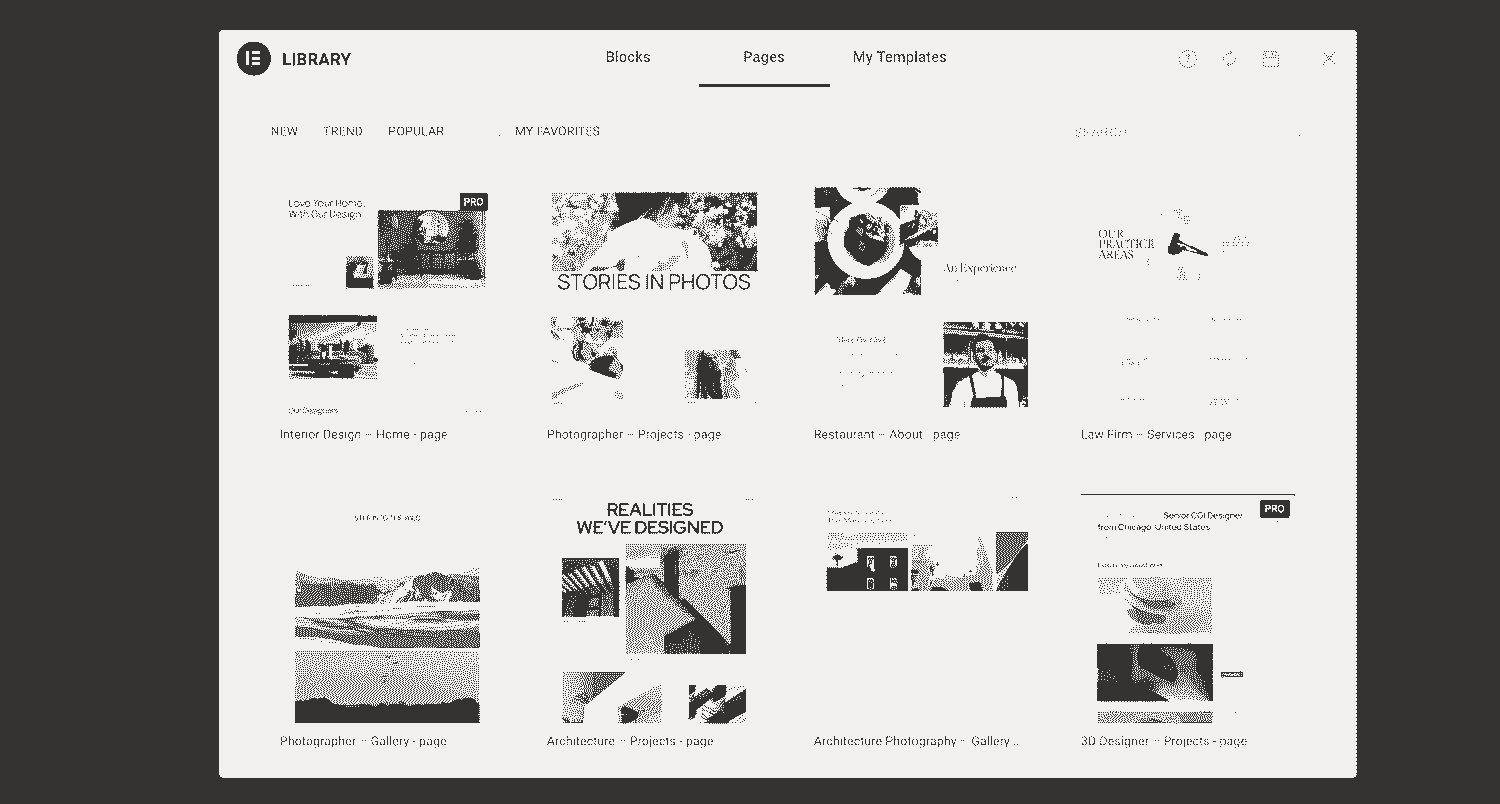 LIBRARY
Blocks
Pages
My Templates
NEW
TREND
POPULAR
MY FAVORITES
SEARCH
Love Your Home,
With Our Design
PRO
Our Designers
Interior Design – Home - page
STORIES IN PHOTOS
Photographer – Projects - page
An Experience
Restaurant – About - page
OUR
PRACTICE
AREAS
Law Firm – Services - page
Photographer – Gallery - page
REALITIES
WE'VE DESIGNED
Architecture – Projects - page
Architecture Photography – Gallery ...
PRO
Senior CGI Designer
from Chicago, United States
3D Designer – Projects - page